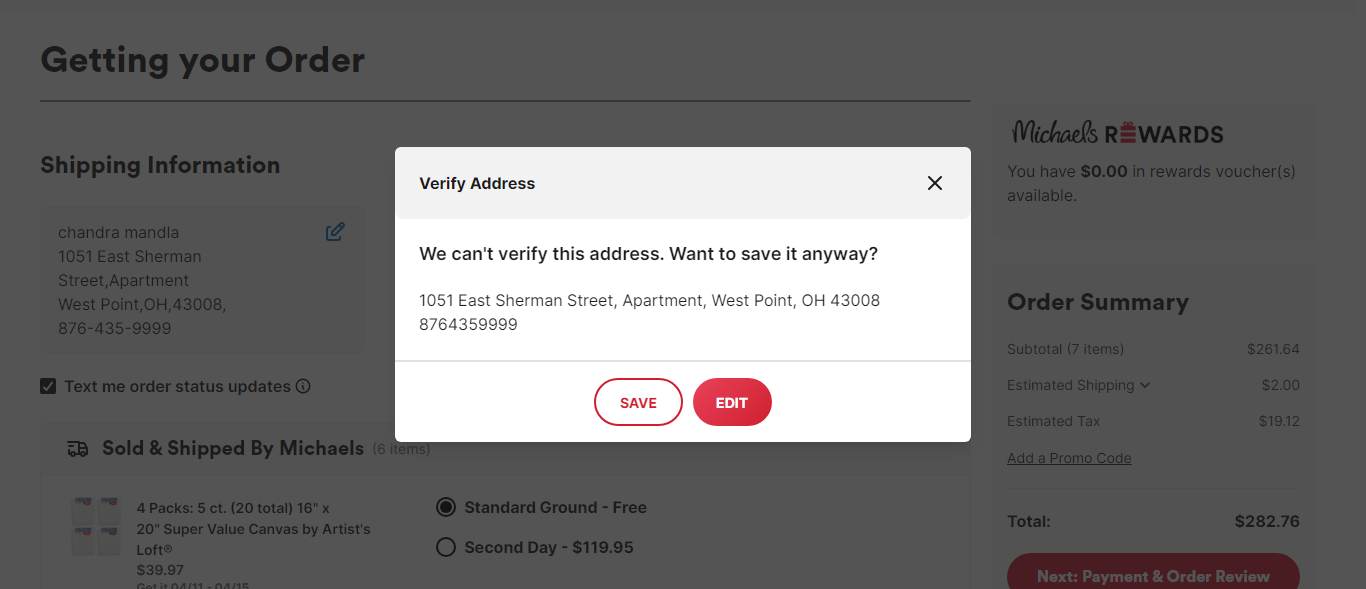 Getting your Order
Shipping Information
chandra mandla
1051 East Sherman
Street,Apartment
West Point,OH,43008,
876-435-9999
Text me order status updates
Sold & Shipped By Michaels (6 items)
4 Packs: 5 ct. (20 total) 16" x
20" Super Value Canvas by Artist's
Loft®
$39.97
Get it 04/11 - 04/15
Standard Ground - Free
Second Day - $119.95
Verify Address
We can't verify this address. Want to save it anyway?
1051 East Sherman Street, Apartment, West Point, OH 43008
8764359999
SAVE
EDIT
Michaels REWARDS
You have $0.00 in rewards voucher(s)
available.
Order Summary
Subtotal (7 items) $261.64
Estimated Shipping $2.00
Estimated Tax $19.12
Add a Promo Code
Total: $282.76
Next: Payment & Order Review